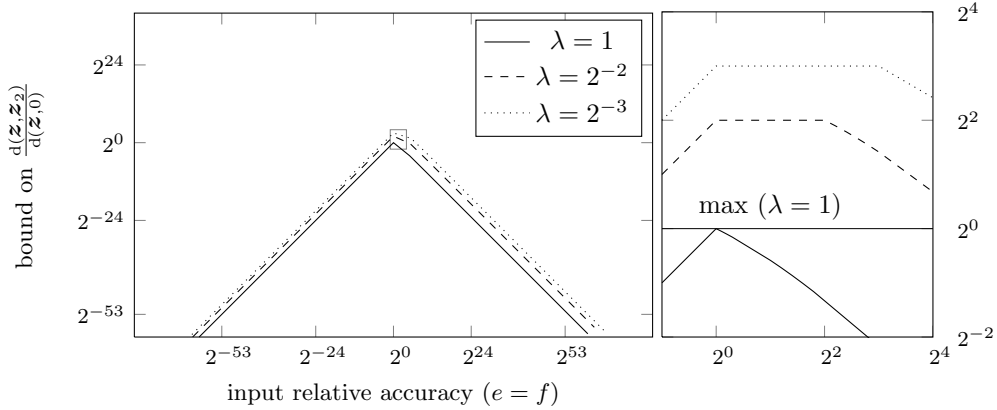 2^24
2^0
2^−24
2^−53
bound on d(z,z_2)/d(z,0)
2^−53 2^−24 2^0 2^24 2^53
input relative accuracy (e = f)
λ = 1
λ = 2^−2
λ = 2^−3
2^4
2^2
2^0
2^−2
max (λ = 1)
2^0 2^2 2^4